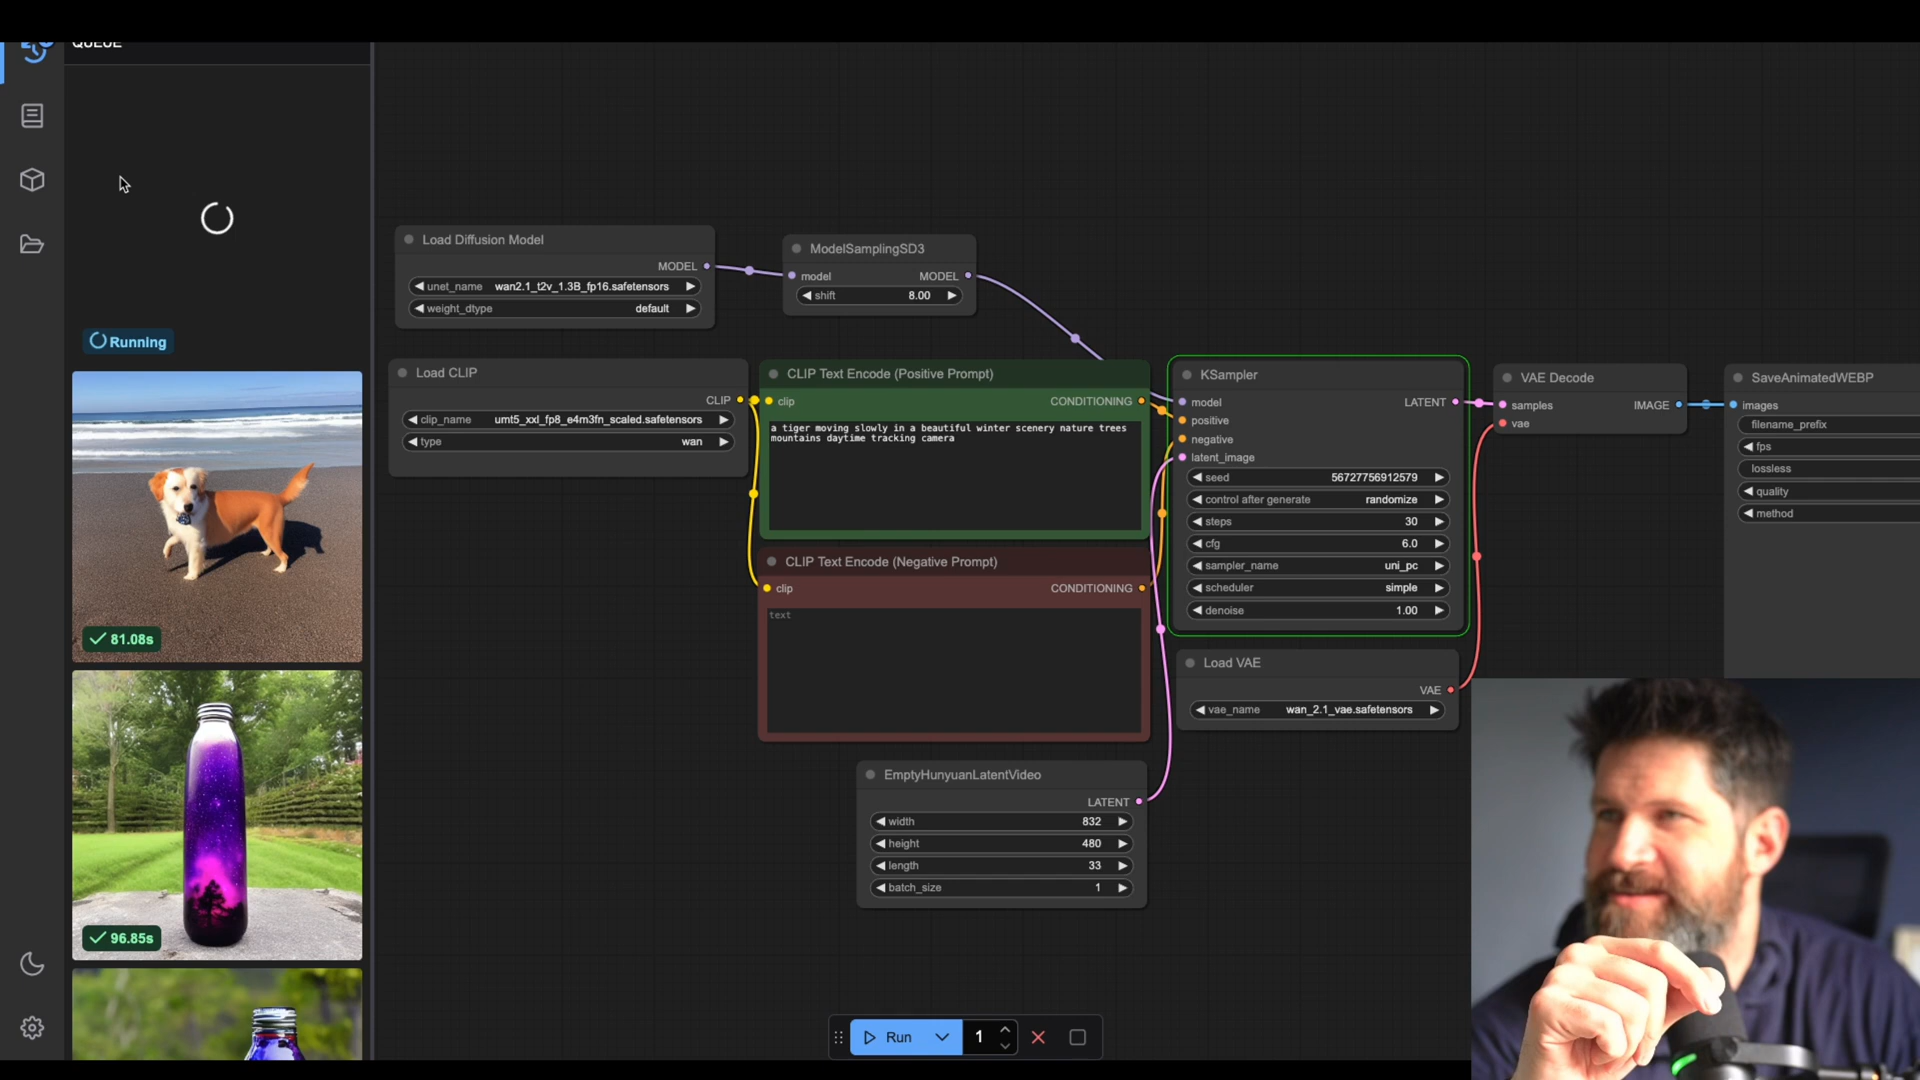 QUEUE
Running
81.08s
96.85s
Load Diffusion Model
MODEL
unet_name wan2.1_t2v_1.3B_fp16.safetensors
weight_dtype default
ModelSamplingSD3
model MODEL
shift 8.00
Load CLIP
CLIP
clip_name umt5_xxl_fp8_e4m3fn_scaled.safetensors
type wan
CLIP Text Encode (Positive Prompt)
clip CONDITIONING
a tiger moving slowly in a beautiful winter scenery nature trees
mountains daytime tracking camera
CLIP Text Encode (Negative Prompt)
clip CONDITIONING
text
EmptyHunyuanLatentVideo
LATENT
width 832
height 480
length 33
batch_size 1
KSampler
model LATENT
positive
negative
latent_image
seed 56727756912579
control after generate randomize
steps 30
cfg 6.0
sampler_name uni_pc
scheduler simple
denoise 1.00
Load VAE
VAE
vae_name wan_2.1_vae.safetensors
VAE Decode
samples IMAGE
vae
SaveAnimatedWEBP
images
filename_prefix
fps
lossless
quality
method
Run 1